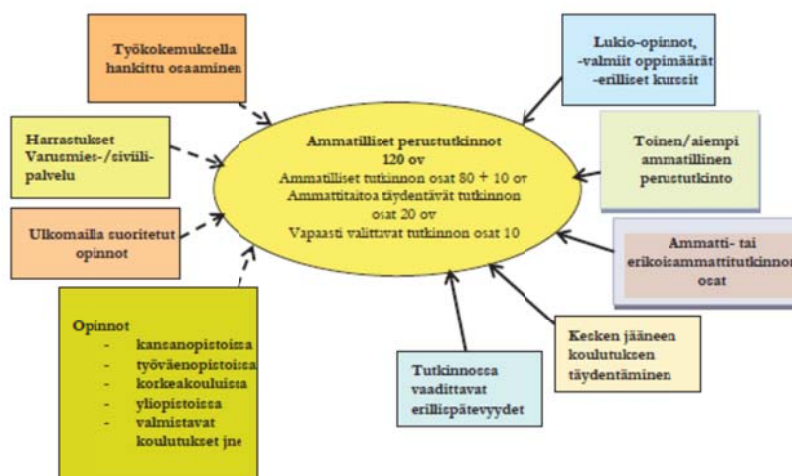 Työkokemuksella
hankittu osaaminen
Lukio-opinnot,
-valmiit oppimäärät
-erilliset kurssit
Harrastukset
Varusmies-/siviili-
palvelu
Ammatilliset perustutkinnot
120 ov
Ammatilliset tutkinnon osat 80 + 10 ov
Ammattitaitoa täydentävät tutkinnon
osat 20 ov
Vapaasti valittavat tutkinnon osat 10
Toinen/aiempi
ammatillinen
perustutkinto
Ulkomailla suoritetut
opinnot
Ammatti- tai
erikoisammattitutkinnon
osat
Opinnot
- kansanopistoissa
- työväenopistoissa
- korkeakouluissa
- yliopistoissa
- valmistavat
koulutukset jne
Tutkinnossa
vaadittavat
erillispätevyydet
Kesken jääneen
koulutuksen
täydentäminen